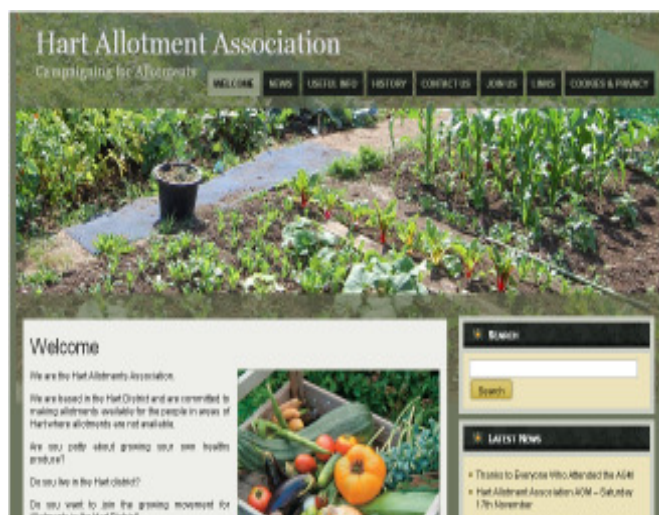 Hart Allotment Association
Campaigning for Allotments
WELCOME NEWS USEFUL INFO HISTORY CONTACT US JOIN US LINKS COOKIES & PRIVACY
Welcome
We are the Hart Allotments Association.
We are based in the Hart District and are committed to
making allotments available for the people in areas of
Hart where allotments are not available.
Are you potty about growing your own healthy
produce?
Do you live in the Hart district?
Do you want to join the growing movement for
Search
Search
Latest News
Thanks to Everyone Who Attended the AGM
Hart Allotment Association AGM – Saturday
17th November